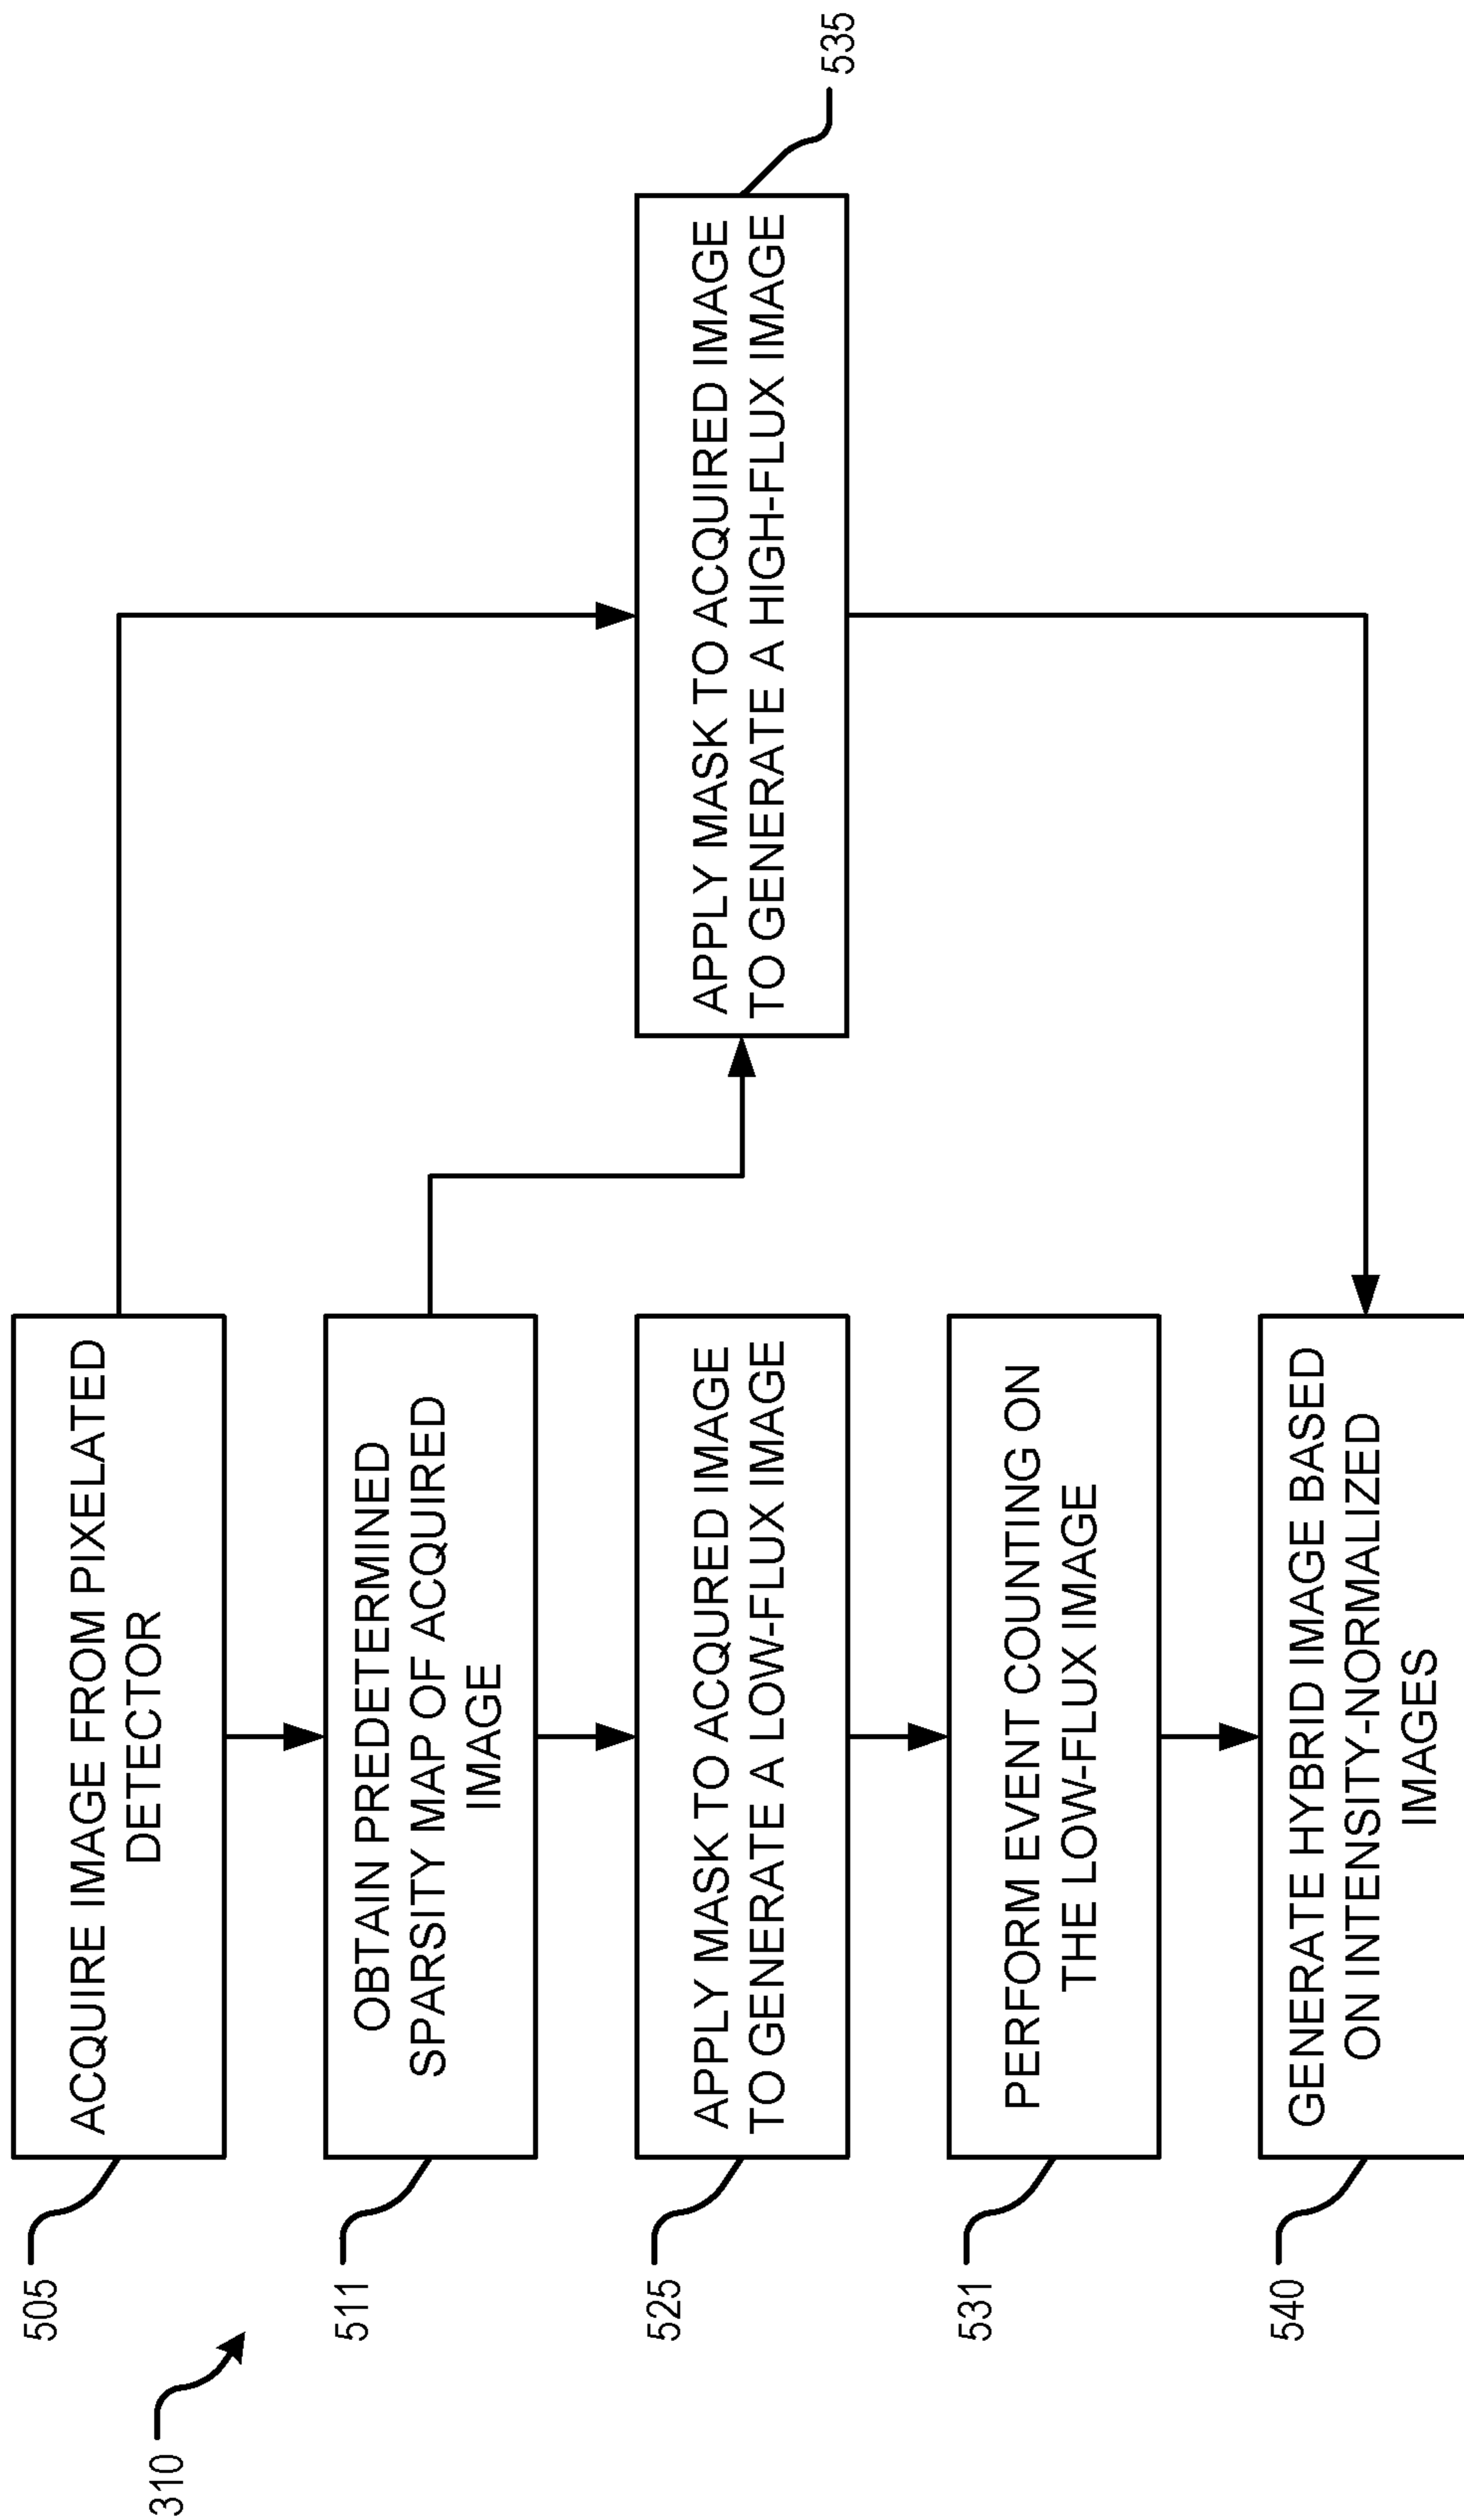 310
505
ACQUIRE IMAGE FROM PIXELATED
DETECTOR
511
OBTAIN PREDETERMINED
SPARSITY MAP OF ACQUIRED
IMAGE
525
APPLY MASK TO ACQURED IMAGE
TO GENERATE A LOW-FLUX IMAGE
535
APPLY MASK TO ACQUIRED IMAGE
TO GENERATE A HIGH-FLUX IMAGE
531
PERFORM EVENT COUNTING ON
THE LOW-FLUX IMAGE
540
GENERATE HYBRID IMAGE BASED
ON INTENSITY-NORMALIZED
IMAGES